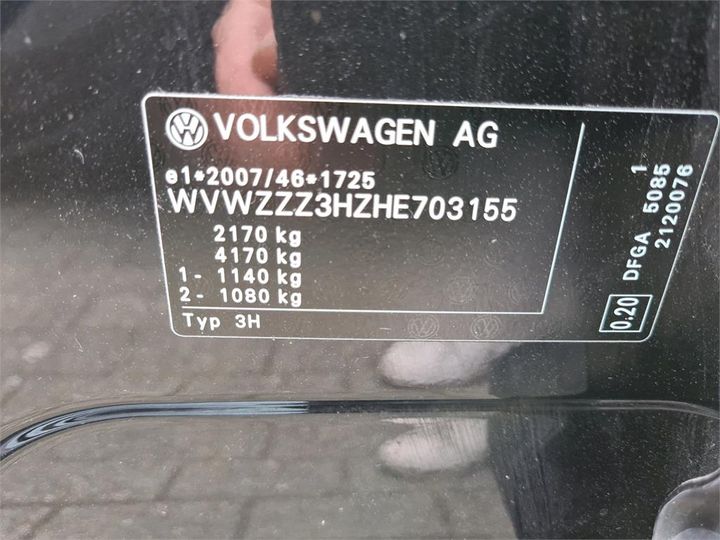 VOLKSWAGEN AG
e1*2007/46*1725
WVWZZZ3HZHE703155
2170 kg
4170 kg
1- 1140 kg
2- 1080 kg
Typ 3H
1
DFGA 5085
2120076
0.20